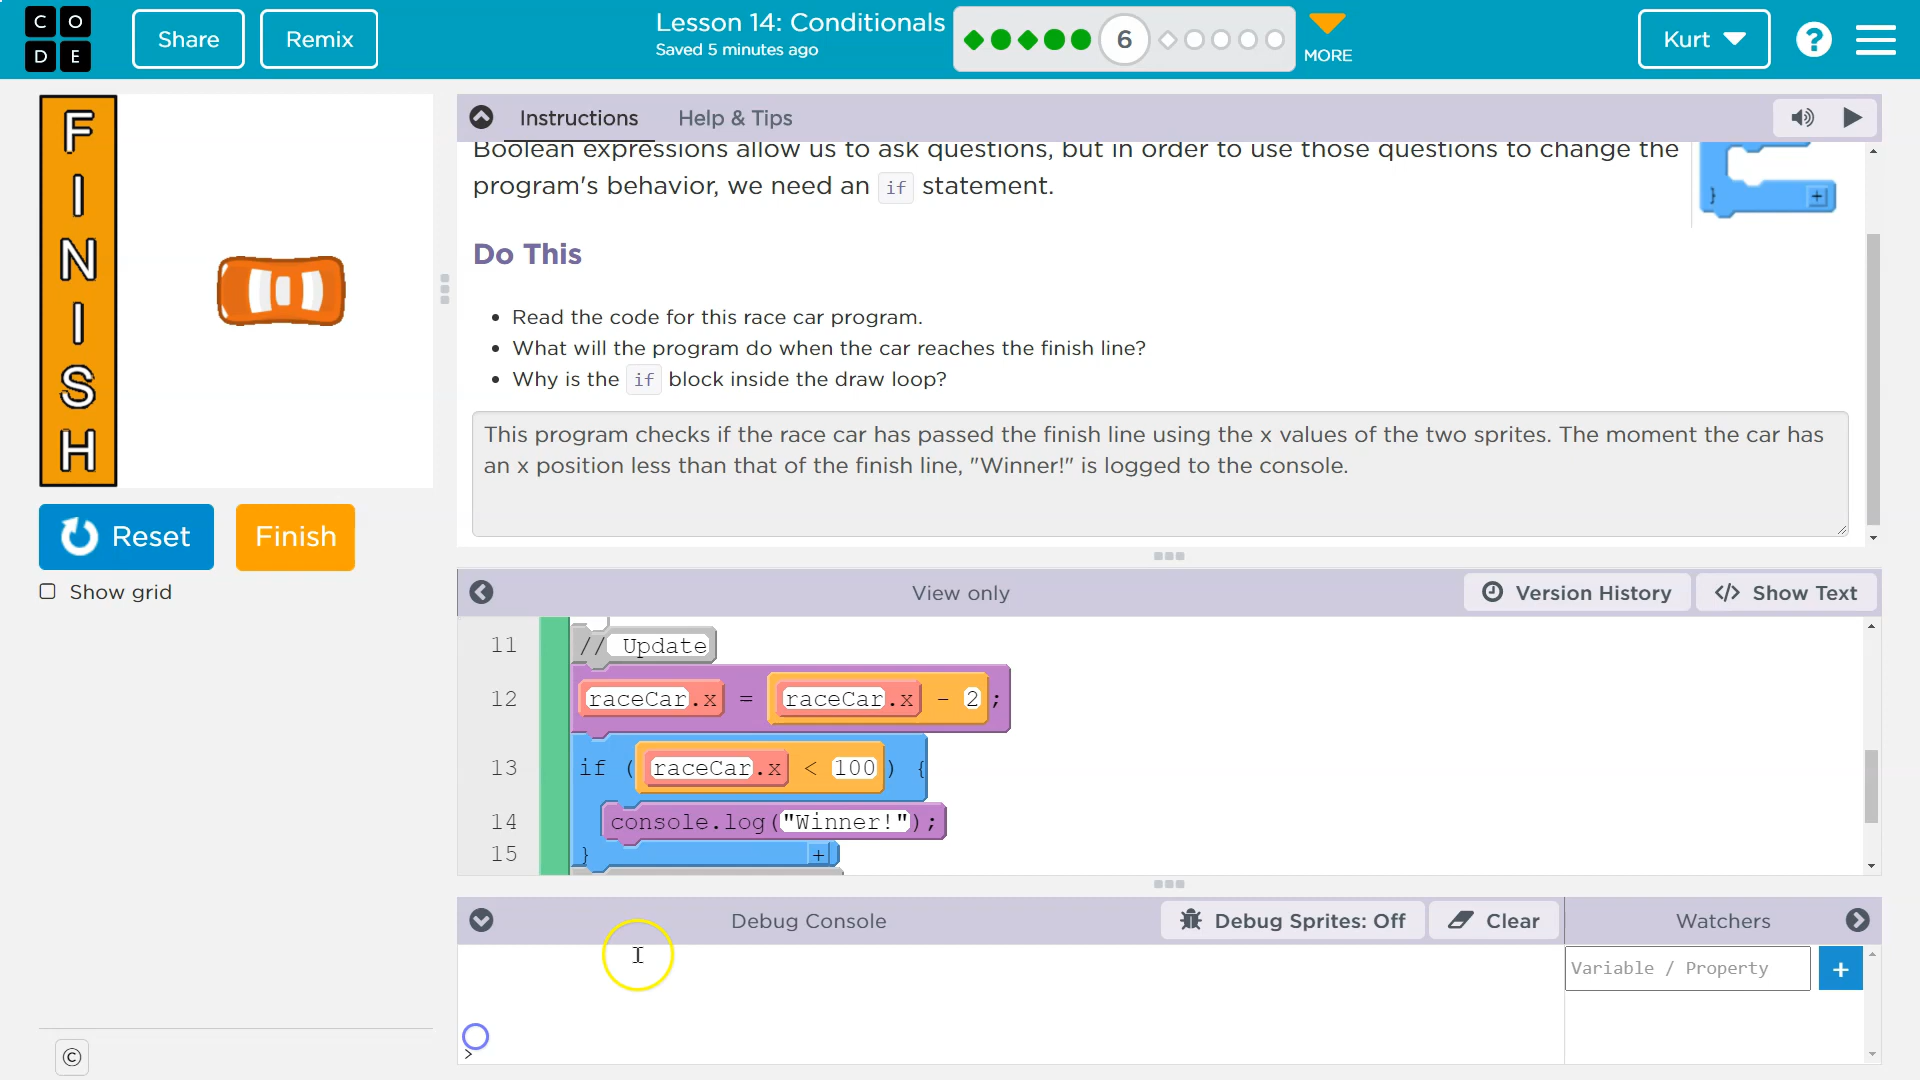 CODE
Share
Remix
Lesson 14: Conditionals
Saved 5 minutes ago
6
MORE
Kurt
?
FINISH
Instructions
Help & Tips
Boolean expressions allow us to ask questions, but in order to use those questions to change the
program's behavior, we need an if statement.
}
+
Do This
• Read the code for this race car program.
• What will the program do when the car reaches the finish line?
• Why is the if block inside the draw loop?
This program checks if the race car has passed the finish line using the x values of the two sprites. The moment the car has
an x position less than that of the finish line, "Winner!" is logged to the console.
Reset
Finish
Show grid
View only
Version History
</> Show Text
11 // Update
12 raceCar.x = raceCar.x - 2;
13 if (raceCar.x < 100) {
14 console.log("Winner!");
15 } +
Debug Console
Debug Sprites: Off
Clear
Watchers
Variable / Property
+
>
©